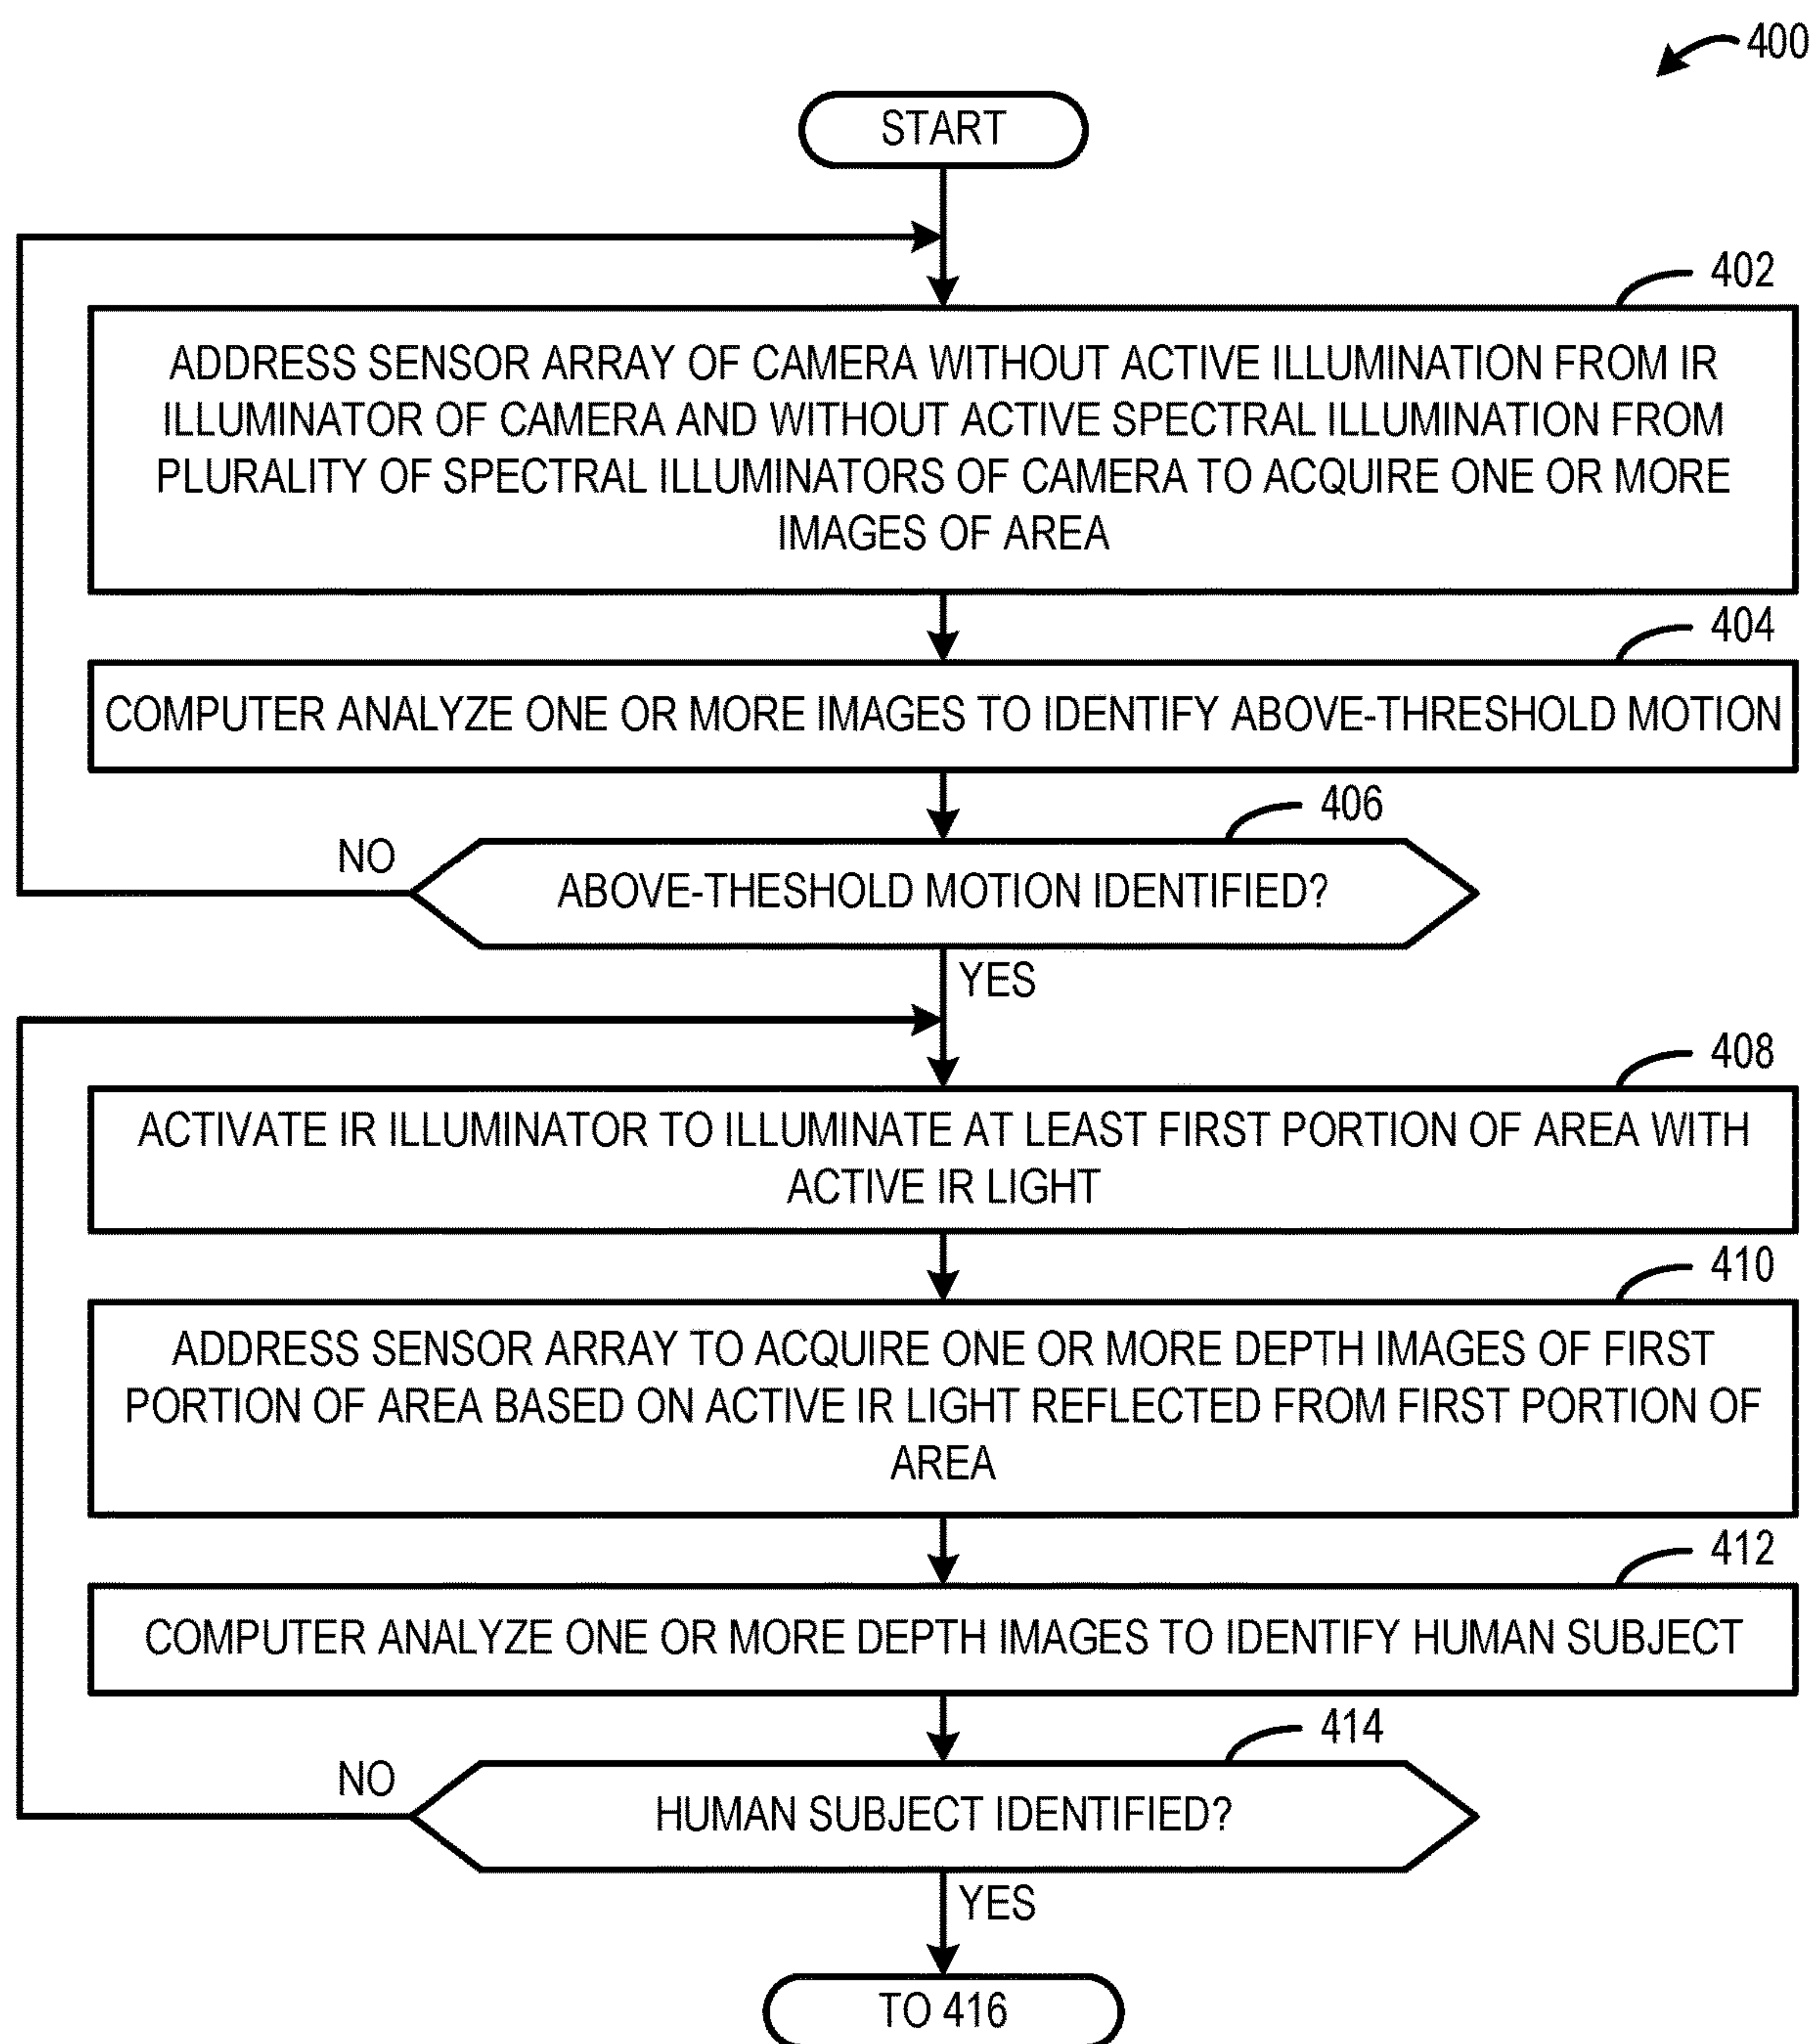 400
START
402
ADDRESS SENSOR ARRAY OF CAMERA WITHOUT ACTIVE ILLUMINATION FROM IR
ILLUMINATOR OF CAMERA AND WITHOUT ACTIVE SPECTRAL ILLUMINATION FROM
PLURALITY OF SPECTRAL ILLUMINATORS OF CAMERA TO ACQUIRE ONE OR MORE
IMAGES OF AREA
404
COMPUTER ANALYZE ONE OR MORE IMAGES TO IDENTIFY ABOVE-THRESHOLD MOTION
406
NO
ABOVE-THESHOLD MOTION IDENTIFIED?
YES
408
ACTIVATE IR ILLUMINATOR TO ILLUMINATE AT LEAST FIRST PORTION OF AREA WITH
ACTIVE IR LIGHT
410
ADDRESS SENSOR ARRAY TO ACQUIRE ONE OR MORE DEPTH IMAGES OF FIRST
PORTION OF AREA BASED ON ACTIVE IR LIGHT REFLECTED FROM FIRST PORTION OF
AREA
412
COMPUTER ANALYZE ONE OR MORE DEPTH IMAGES TO IDENTIFY HUMAN SUBJECT
414
NO
HUMAN SUBJECT IDENTIFIED?
YES
TO 416